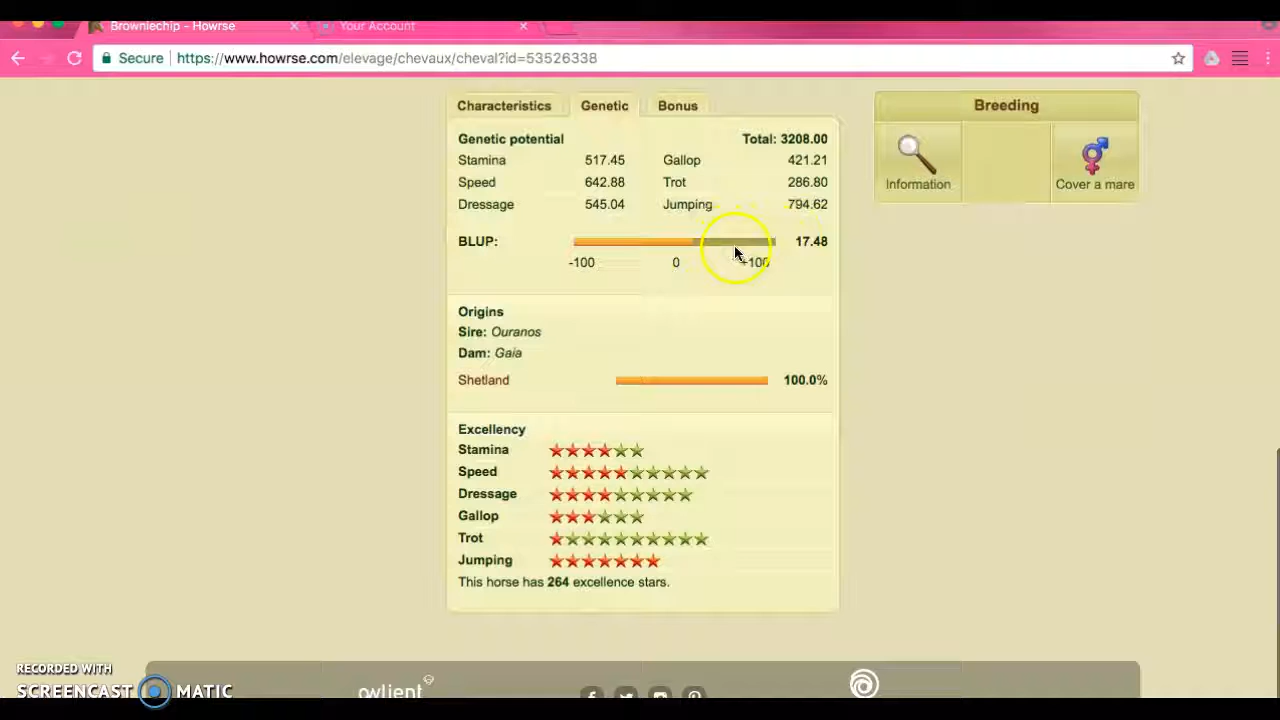 Browniechip - Howrse
Your Account
Secure https://www.howrse.com/elevage/chevaux/cheval?id=53526338
Characteristics Genetic Bonus
Genetic potential Total: 3208.00
Stamina 517.45 Gallop 421.21
Speed 642.88 Trot 286.80
Dressage 545.04 Jumping 794.62
BLUP: 17.48
-100 0 +100
Origins
Sire: Ouranos
Dam: Gaia
Shetland 100.0%
Excellency
Stamina
Speed
Dressage
Gallop
Trot
Jumping
This horse has 264 excellence stars.
Breeding
Information
Cover a mare
RECORDED WITH
SCREENCAST MATIC
owlient